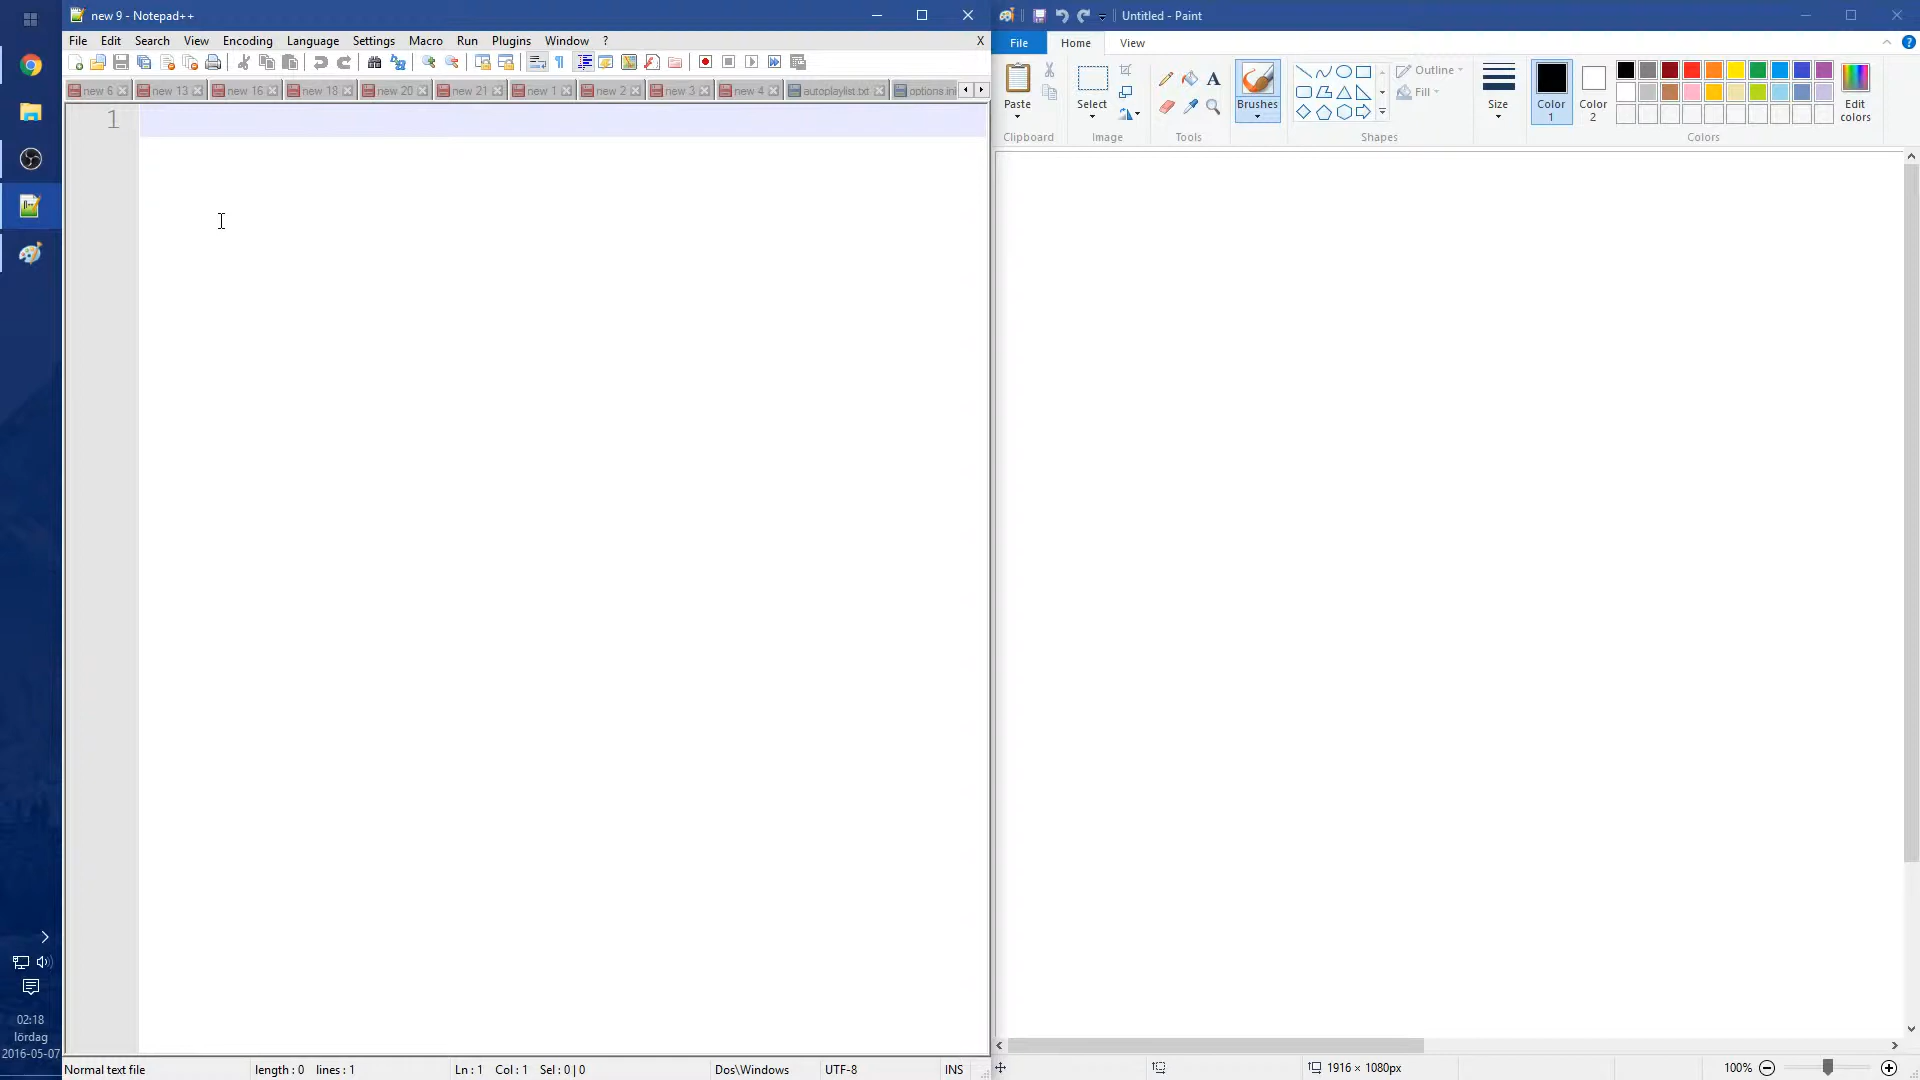 new 9 - Notepad++
File Edit Search View Encoding Language Settings Macro Run Plugins Window ? X
new 6 new 13 new 16 new 18 new 20 new 21 new 1 new 2 new 3 new 4 autoplaylist.txt options.ini
1
Normal text file length : 0 lines : 1 Ln : 1 Col : 1 Sel : 0 | 0 Dos\Windows UTF-8 INS
Untitled - Paint
File Home View
Paste
Select
Brushes
Outline
Fill
Size
Color 1
Color 2
Edit colors
Clipboard Image Tools Shapes Colors
1916 × 1080px 100%
02:18
lördag
2016-05-07